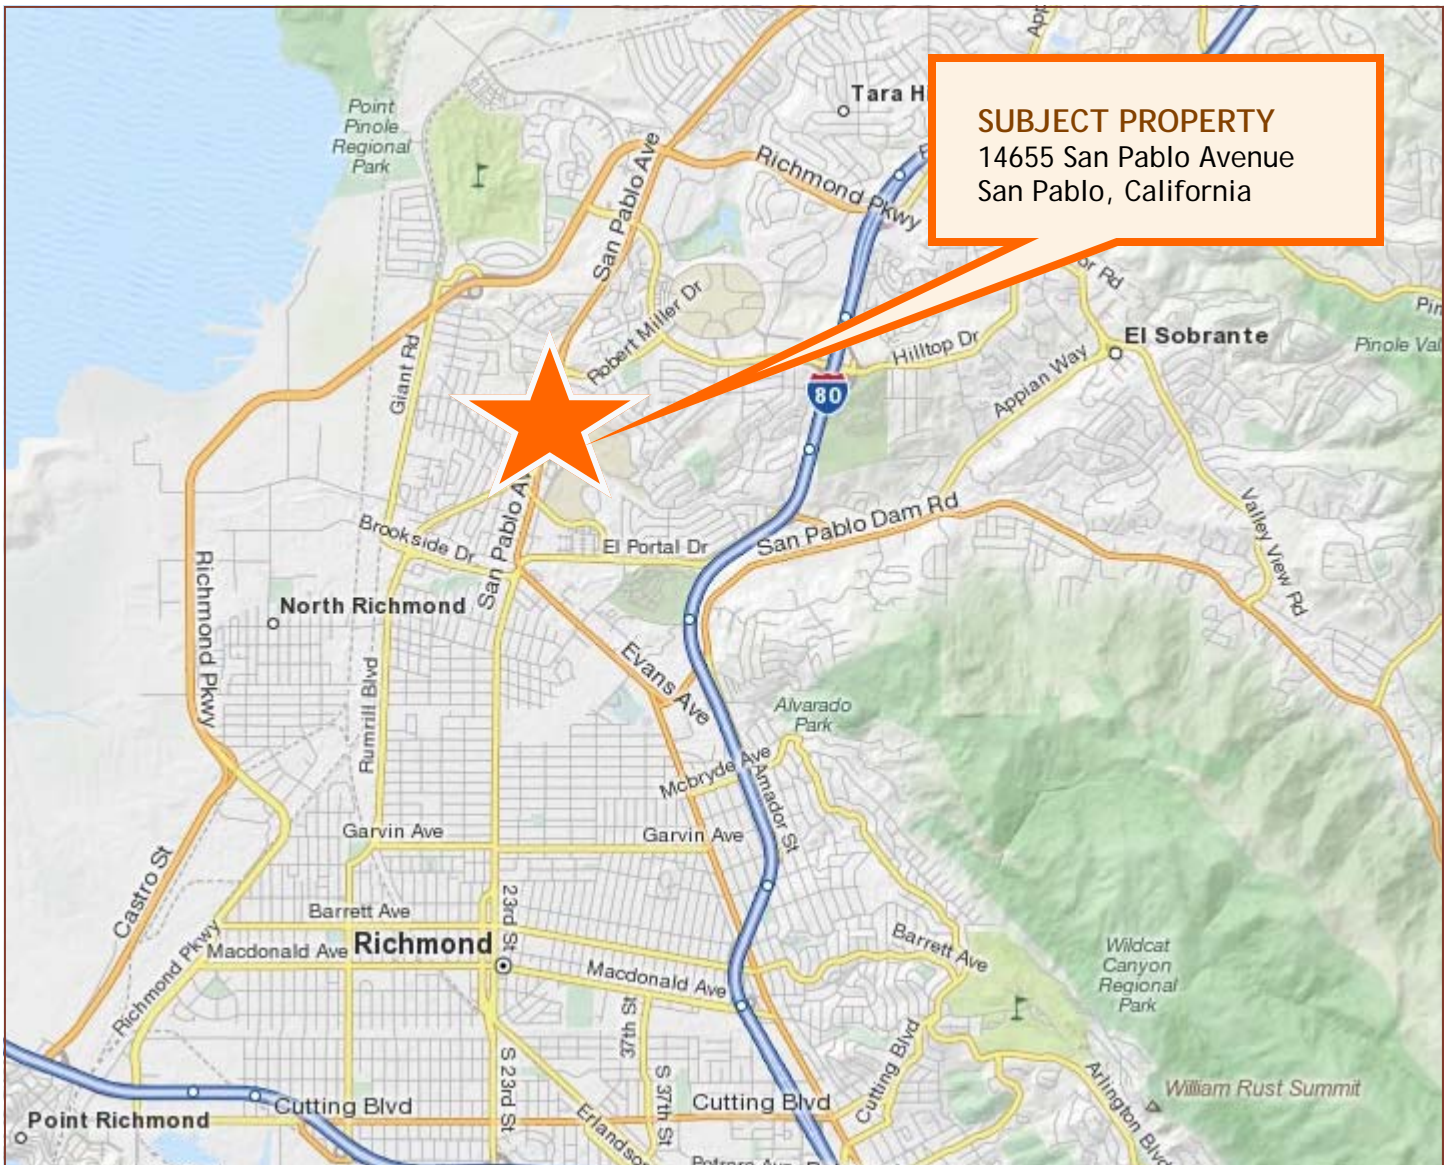 App
Tara H
SUBJECT PROPERTY
14655 San Pablo Avenue
San Pablo, California
Point
Pinole
Regional
Park
San Pablo Ave
Richmond Pkwy
Robert Miller Dr
Giant Rd
Hilltop Dr
El Sobrante
Appian Way
Pinole Val
80
San Pablo Dam Rd
Valley View Rd
Brookside Dr
San Pablo Av
El Portal Dr
North Richmond
Richmond Pkwy
Rumrill Blvd
Evans Ave
Alvarado
Park
Mcbryde Ave
Amador St
Garvin Ave
Garvin Ave
Castro St
Barrett Ave
23rd St
Richmond Pkwy
Macdonald Ave
Richmond
Macdonald Ave
Barrett Ave
Wildcat
Canyon
Regional
Park
37th St
S 23rd St
S 37th St
Cutting Blvd
Arlington Blvd
William Rust Summit
Cutting Blvd
Cutting Blvd
Point Richmond
Erlandso